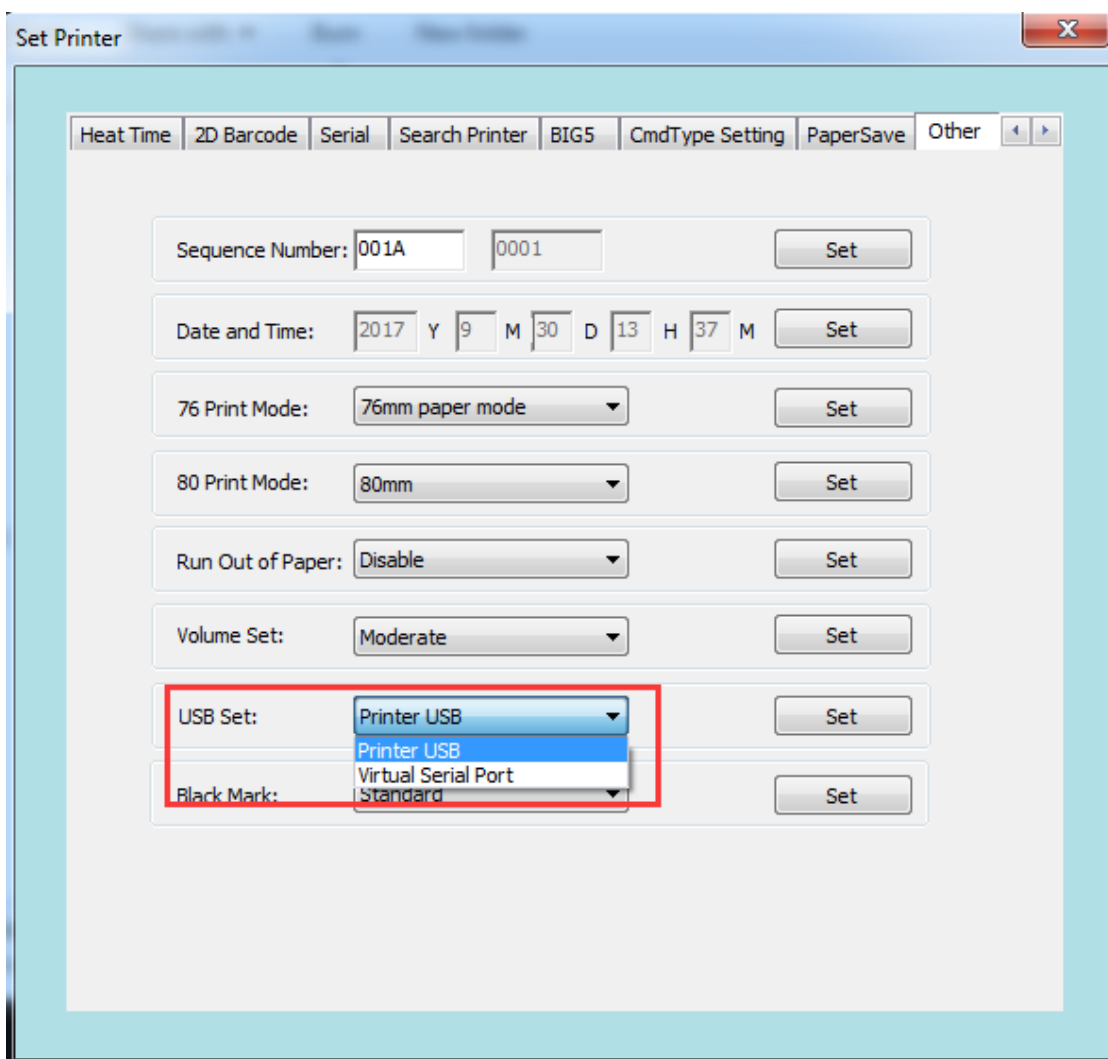 Set Printer
Heat Time 2D Barcode Serial Search Printer BIG5 CmdType Setting PaperSave Other
Sequence Number: 001A 0001 Set
Date and Time: 2017 Y 9 M 30 D 13 H 37 M Set
76 Print Mode: 76mm paper mode Set
80 Print Mode: 80mm Set
Run Out of Paper: Disable Set
Volume Set: Moderate Set
USB Set: Printer USB Set
Printer USB
Virtual Serial Port
Black Mark: Standard Set